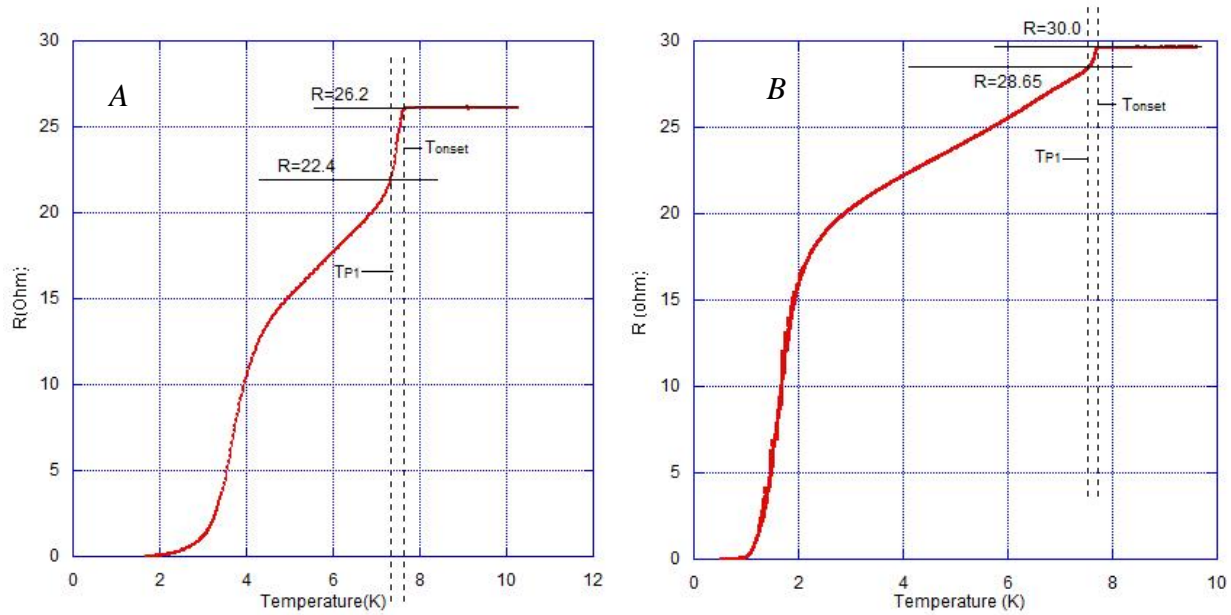 A
30
25
20
15
10
5
0
R(Ohm)
R=26.2
Tonset
R=22.4
TP1
0 2 4 6 8 10 12
Temperature(K)
B
30
25
20
15
10
5
0
R (ohm)
R=30.0
R=28.65
Tonset
TP1
0 2 4 6 8 10
Temperature (K)